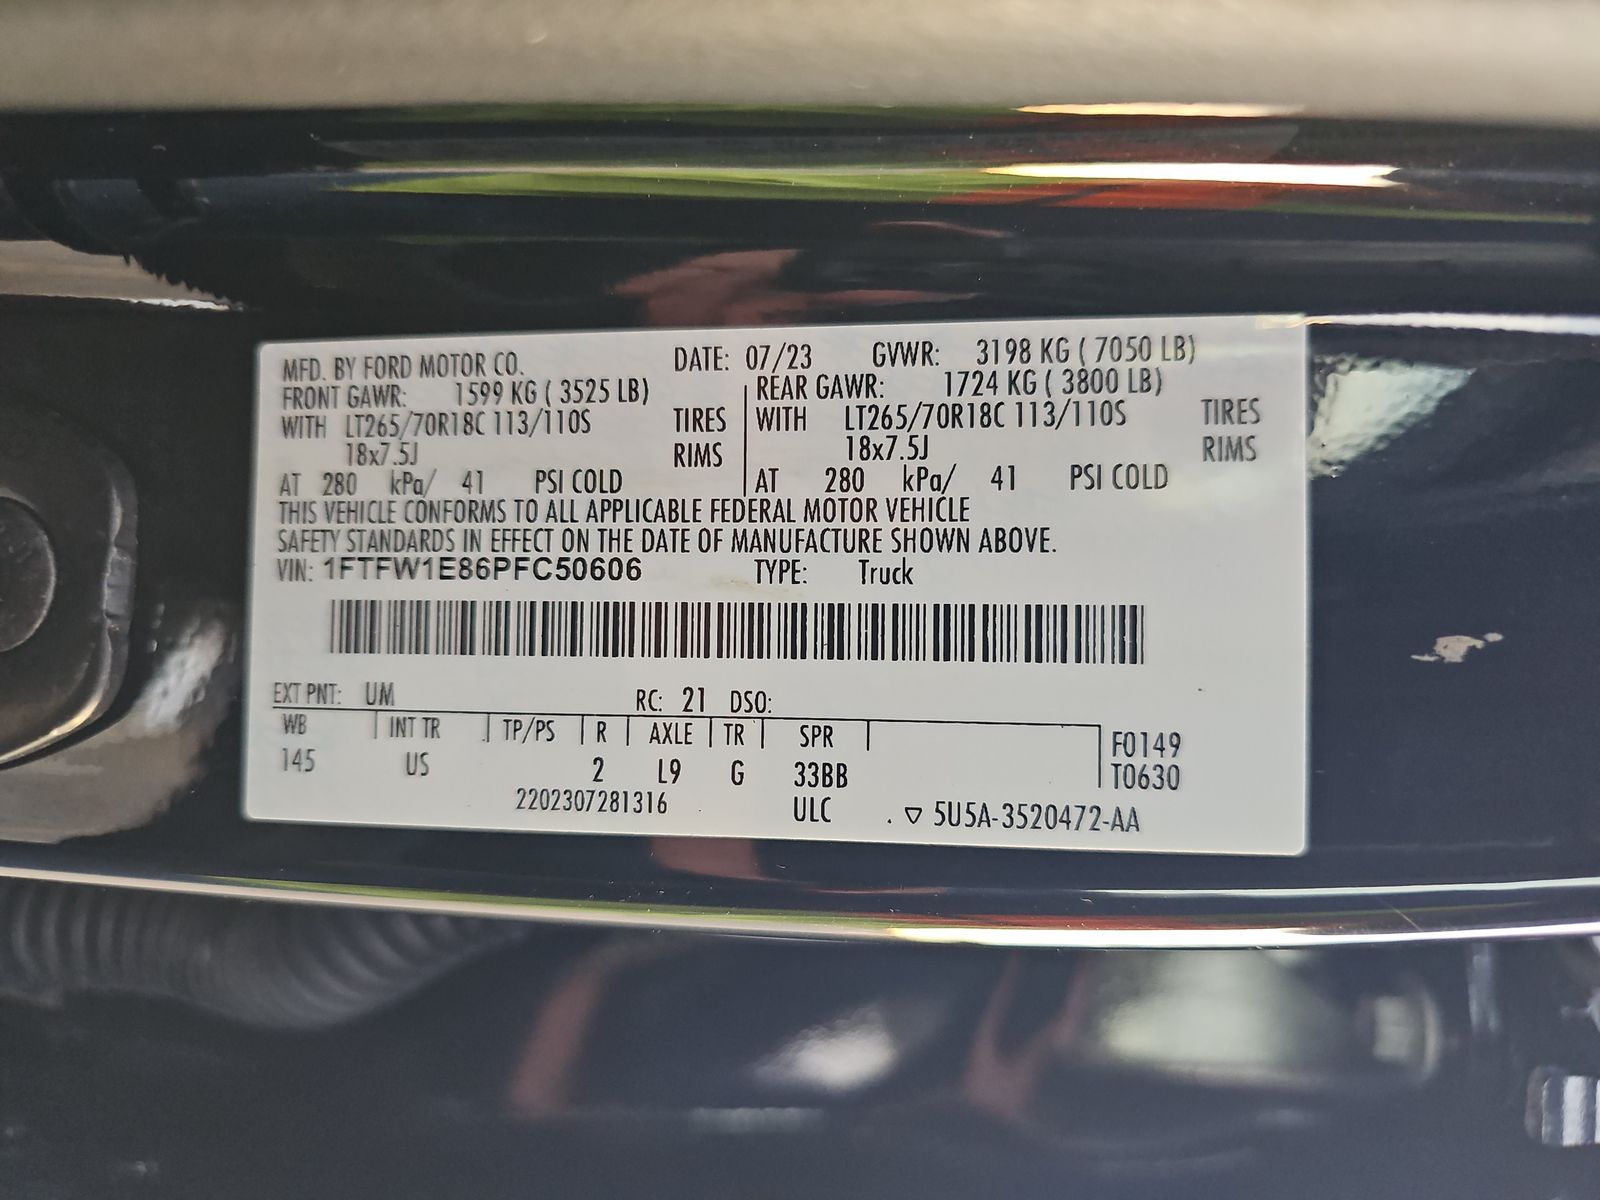 MFD. BY FORD MOTOR CO. DATE: 07/23 GVWR: 3198 KG ( 7050 LB)
FRONT GAWR: 1599 KG ( 3525 LB) REAR GAWR: 1724 KG ( 3800 LB)
WITH LT265/70R18C 113/110S TIRES WITH LT265/70R18C 113/110S TIRES
18x7.5J RIMS 18x7.5J RIMS
AT 280 kPa/ 41 PSI COLD AT 280 kPa/ 41 PSI COLD
THIS VEHICLE CONFORMS TO ALL APPLICABLE FEDERAL MOTOR VEHICLE
SAFETY STANDARDS IN EFFECT ON THE DATE OF MANUFACTURE SHOWN ABOVE.
VIN: 1FTFW1E86PFC50606 TYPE: Truck
EXT PNT: UM RC: 21 DSO:
WB INT TR TP/PS R AXLE TR SPR F0149
145 US 2 L9 G 33BB T0630
2202307281316 ULC . ▽ 5U5A-3520472-AA